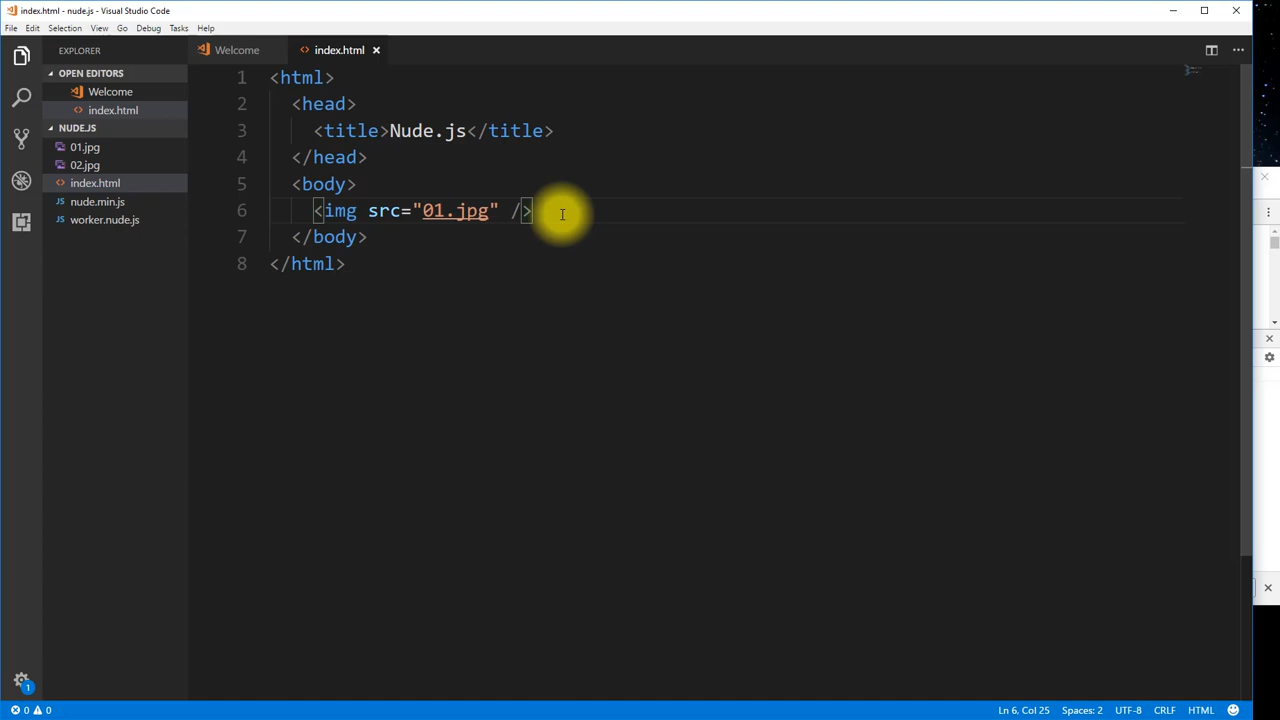 index.html - nude.js - Visual Studio Code
File Edit Selection View Go Debug Tasks Help
EXPLORER
OPEN EDITORS
Welcome
index.html
NUDE.JS
01.jpg
02.jpg
index.html
nude.min.js
worker.nude.js
Welcome
index.html
1 <html>
2 <head>
3 <title>Nude.js</title>
4 </head>
5 <body>
6 <img src="01.jpg" />
7 </body>
8 </html>
1
0 0
Ln 6, Col 25
Spaces: 2
UTF-8
CRLF
HTML